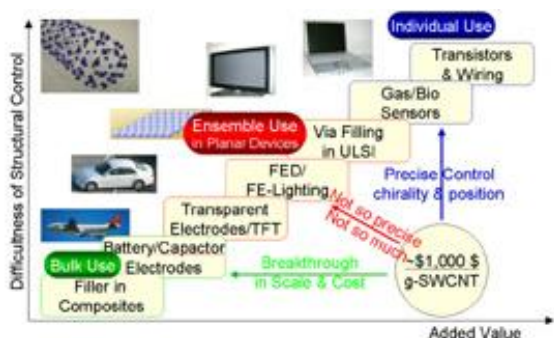 Difficultness of Structural Control
Individual Use
Transistors
& Wiring
Gas/Bio
Sensors
Ensemble Use
in Planar Devices
Via Filling
in ULSI
FED/
FE-Lighting
Precise Control
chirality & position
Transparent
Electrodes/TFT
Not so precise
Not so much
Battery/Capactor
Electrodes
Bulk Use
Filler in
Composites
Breakthrough
in Scale & Cost
~$1,000 $
g-SWCNT
Added Value